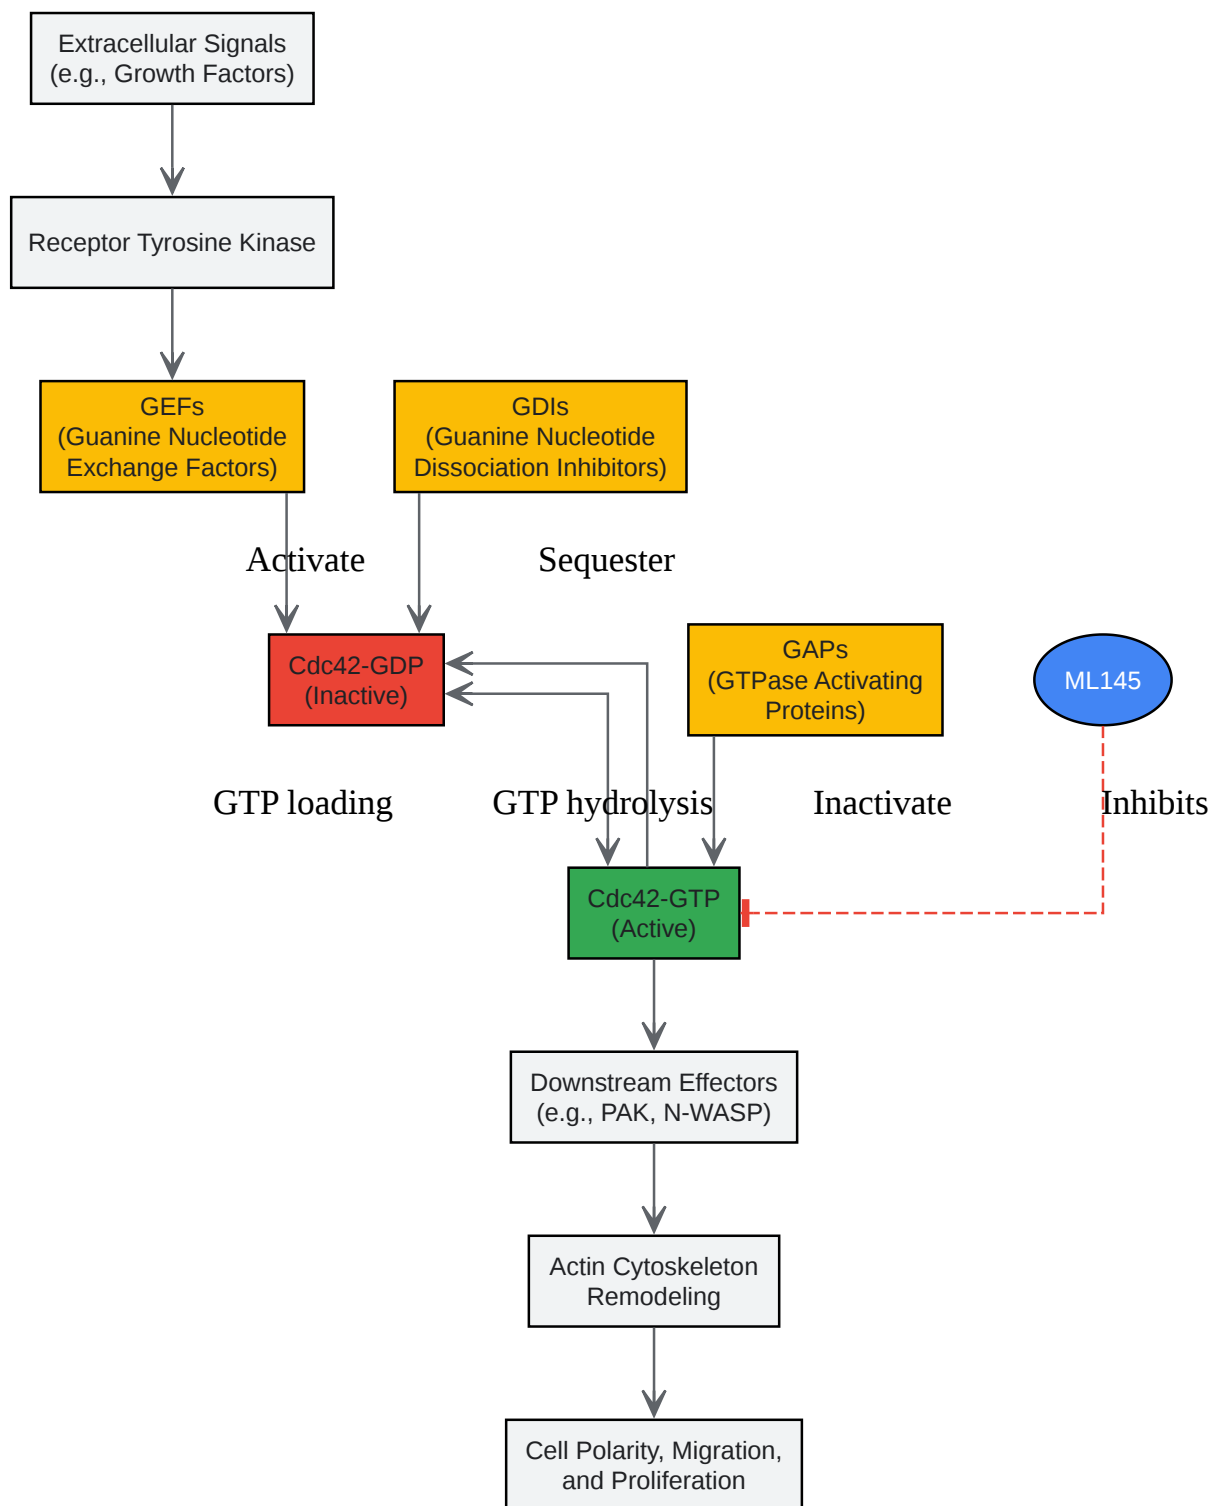 Extracellular Signals
(e.g., Growth Factors)
Receptor Tyrosine Kinase
GEFs
(Guanine Nucleotide
Exchange Factors)
GDIs
(Guanine Nucleotide
Dissociation Inhibitors)
Activate
Sequester
Cdc42-GDP
(Inactive)
GAPs
(GTPase Activating
Proteins)
ML145
GTP loading
GTP hydrolysis
Inactivate
Inhibits
Cdc42-GTP
(Active)
Downstream Effectors
(e.g., PAK, N-WASP)
Actin Cytoskeleton
Remodeling
Cell Polarity, Migration,
and Proliferation